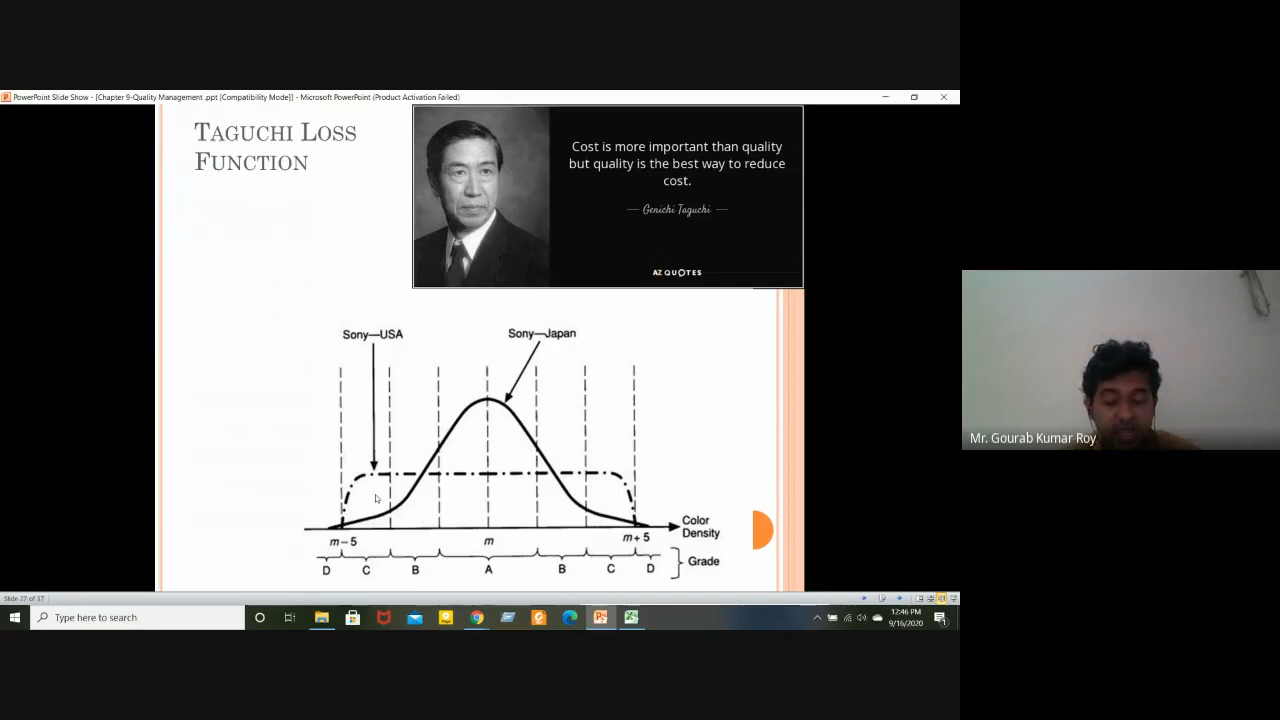 PowerPoint Slide Show - [Chapter 9-Quality Management .ppt [Compatibility Mode]] - Microsoft PowerPoint (Product Activation Failed)
TAGUCHI LOSS
FUNCTION
Cost is more important than quality
but quality is the best way to reduce
cost.
— Genichi Taguchi —
AZ QUOTES
Sony—USA
Sony—Japan
Color
Density
m – 5
m
m + 5
D
C
B
A
B
C
D
Grade
Mr. Gourab Kumar Roy
Slide 27 of 37
Type here to search
12:46 PM
9/16/2020